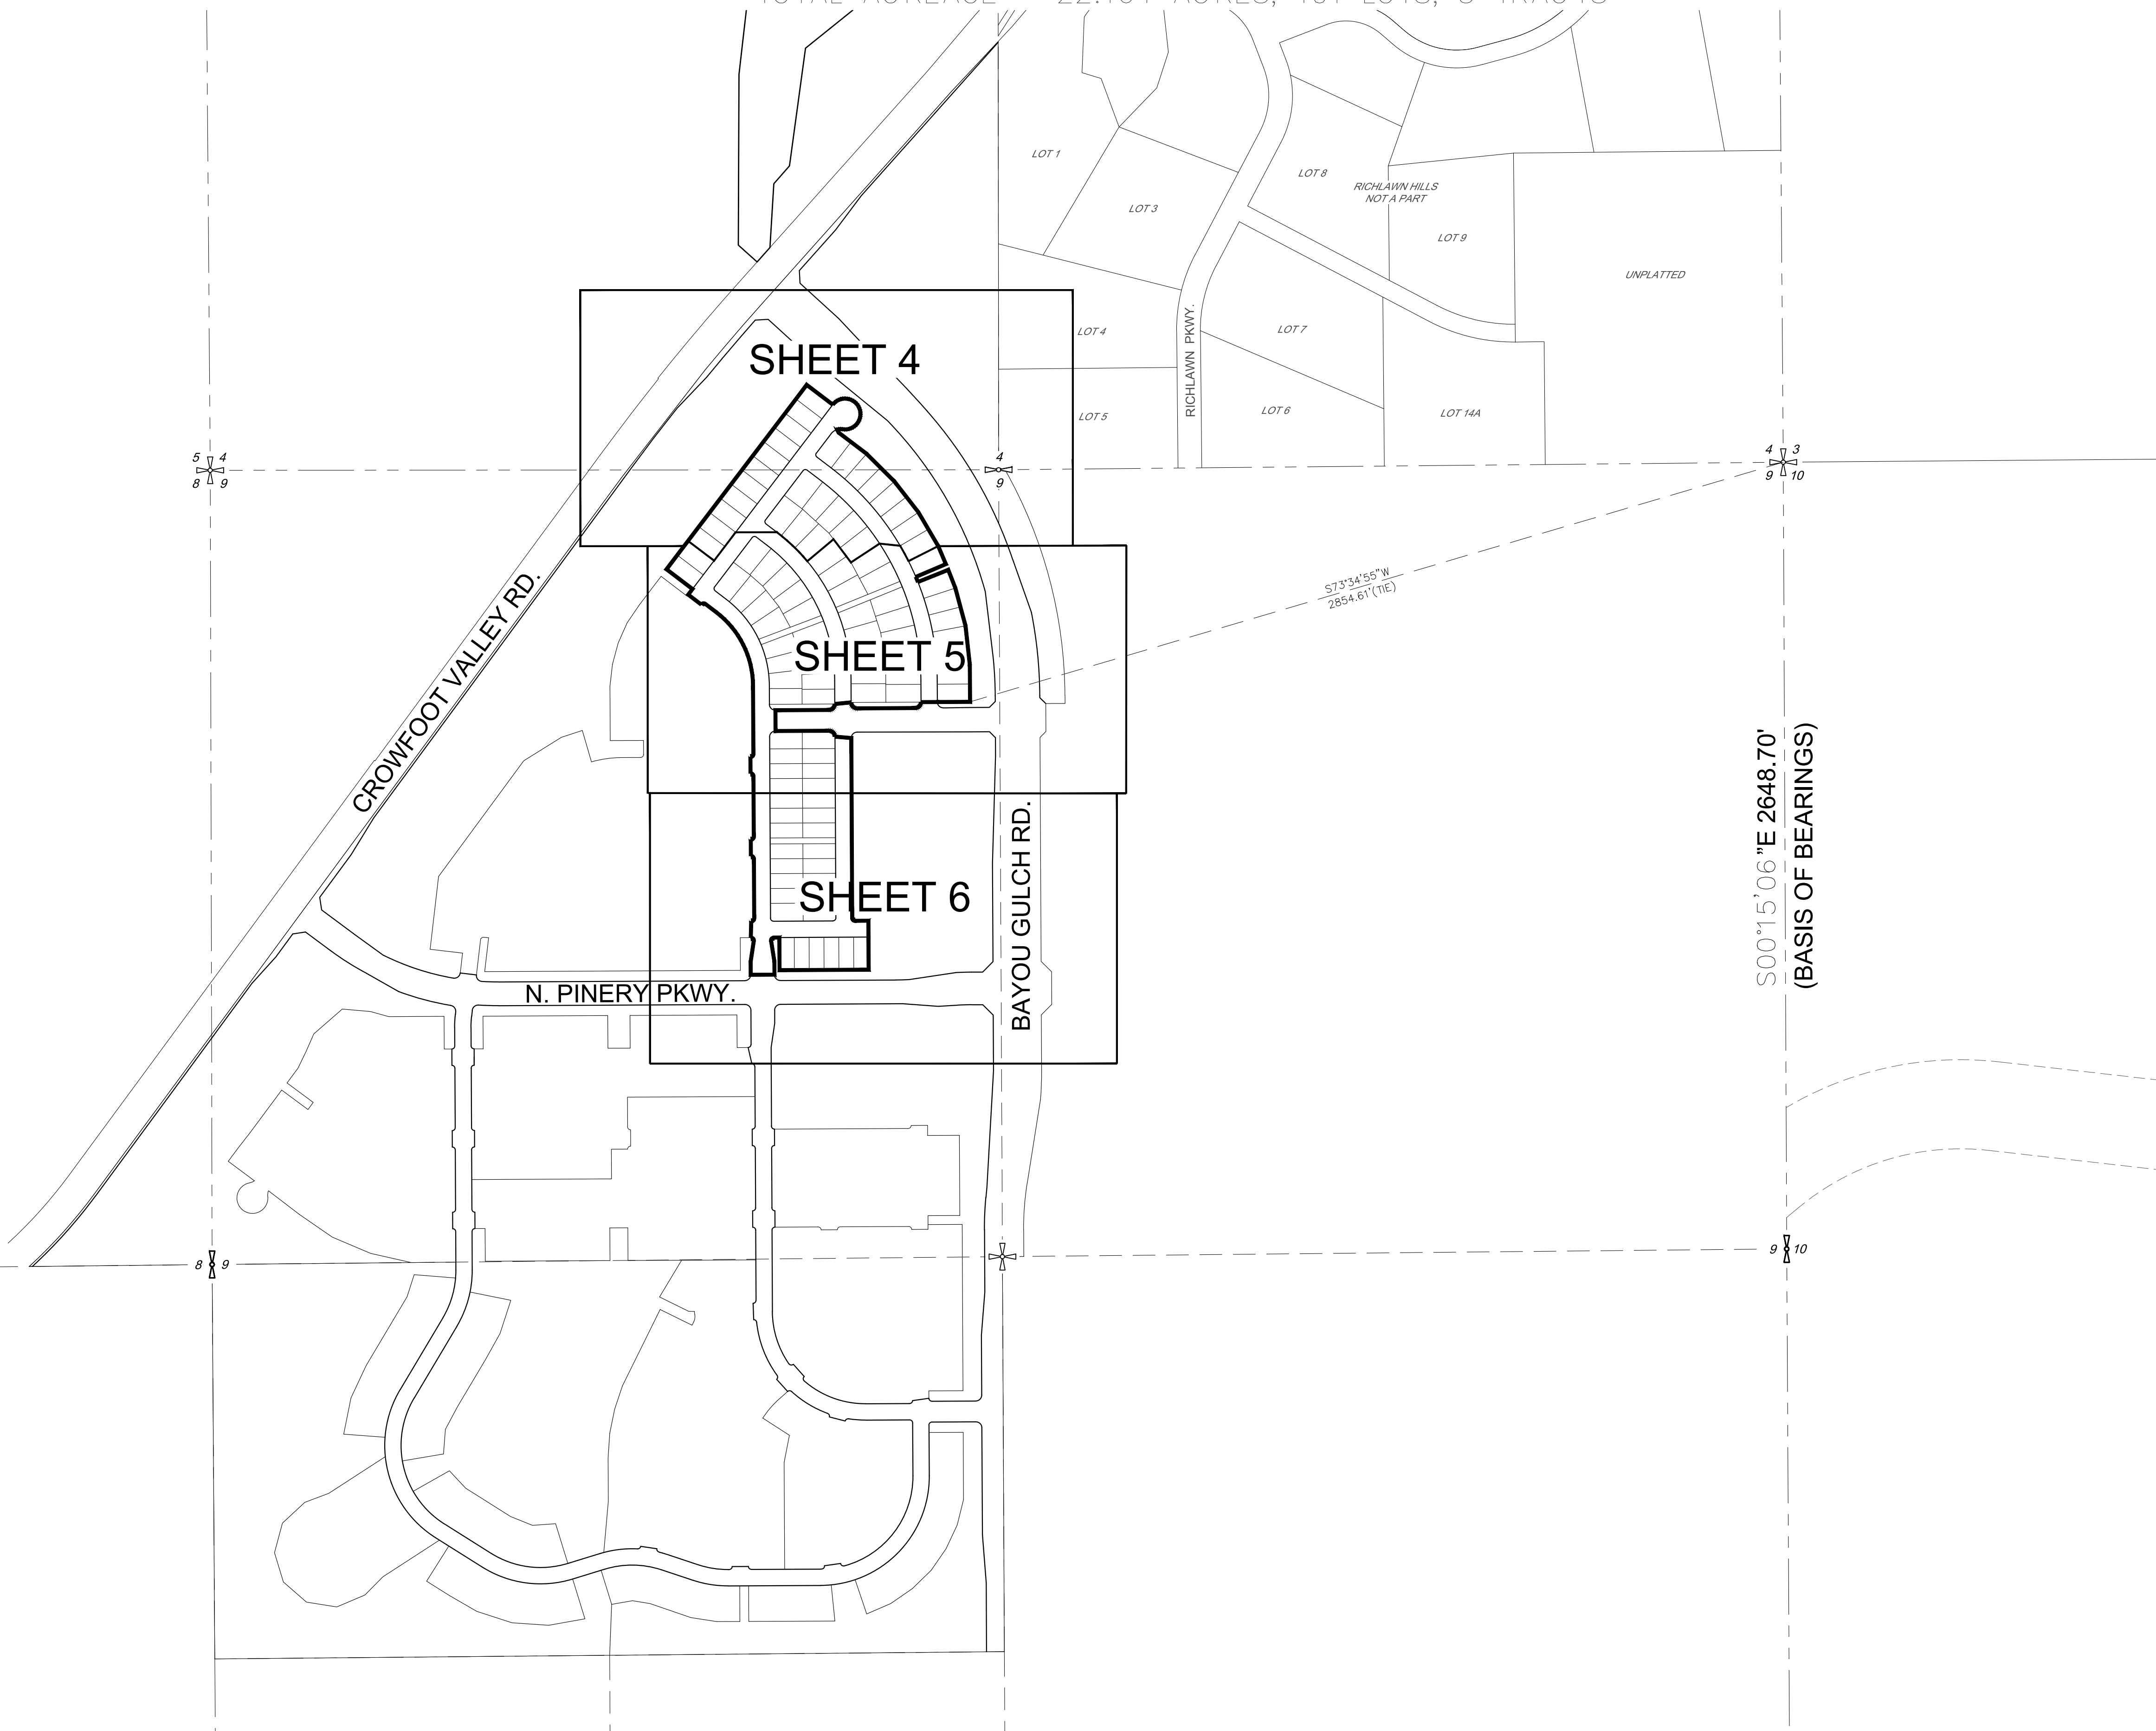 LOT 1
LOT 8
RICHLAWN HILLS
NOT A PART
LOT 3
LOT 9
UNPLATTED
RICHLAWN PKWY.
LOT 4
LOT 7
SHEET 4
LOT 5
LOT 6
LOT 14A
5 4
8 9
4
9
4 3
9 10
CROWFOOT VALLEY RD.
S73°34'55"W
2854.61'(TIE)
SHEET 5
S00°15'06"E 2648.70'
(BASIS OF BEARINGS)
BAYOU GULCH RD.
SHEET 6
N. PINERY PKWY.
8 9
9 10